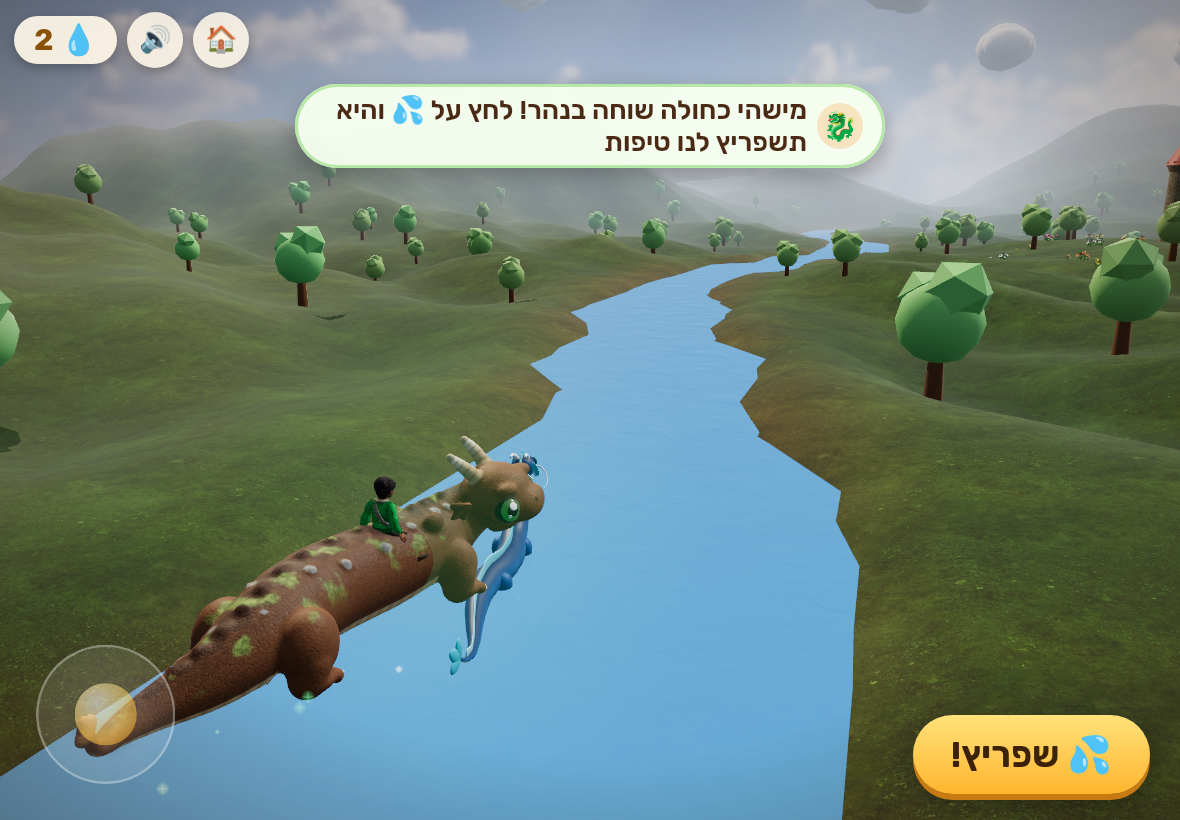 2
מישהי כחולה שוחה בנהר! לחץ על 💦 והיא
תשפריץ לנו טיפות
שפריץ!